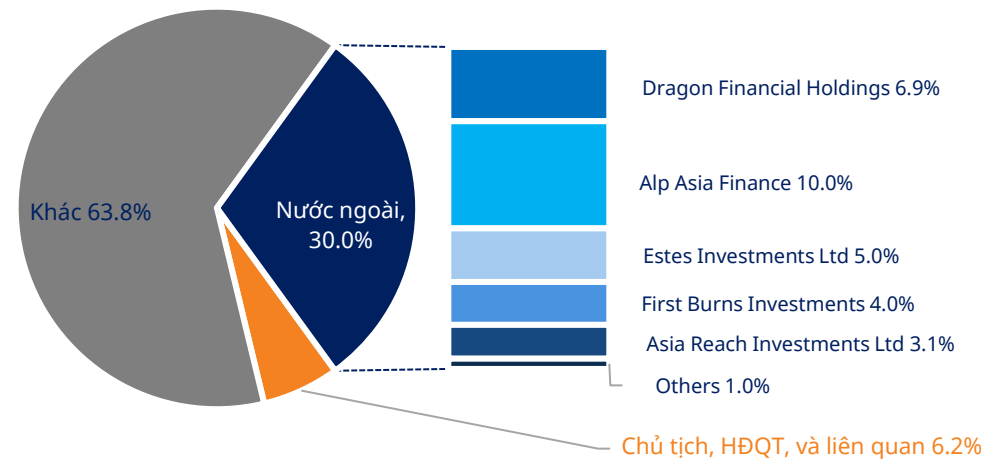 Khác 63.8%
Nước ngoài,
30.0%
Dragon Financial Holdings 6.9%
Alp Asia Finance 10.0%
Estes Investments Ltd 5.0%
First Burns Investments 4.0%
Asia Reach Investments Ltd 3.1%
Others 1.0%
Chủ tịch, HĐQT, và liên quan 6.2%